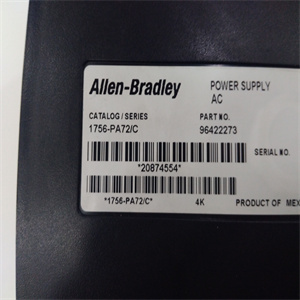 Allen-Bradley
POWER SUPPLY
AC
CATALOG / SERIES
PART NO.
1756-PA72/C
96422273
SERIAL NO.
*20874554*
*1756-PA72/C*
4K
PRODUCT OF MEX